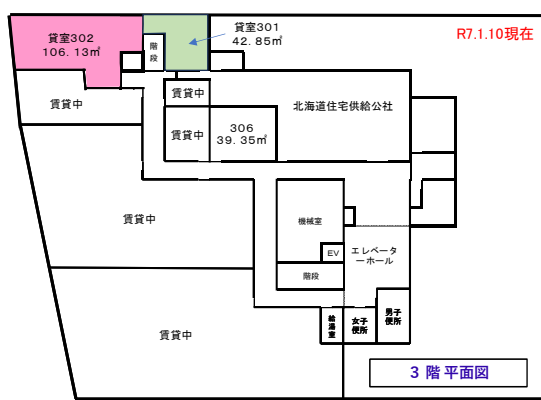 貸室302
106.13㎡
階
段
貸室301
42.85㎡
R7.1.10現在
賃貸中
賃貸中
賃貸中
306
39.35㎡
北海道住宅供給公社
賃貸中
機械室
EV
エレベータ
ーホール
階段
給
湯
室
女子
便所
男子
便所
賃貸中
3 階 平面図